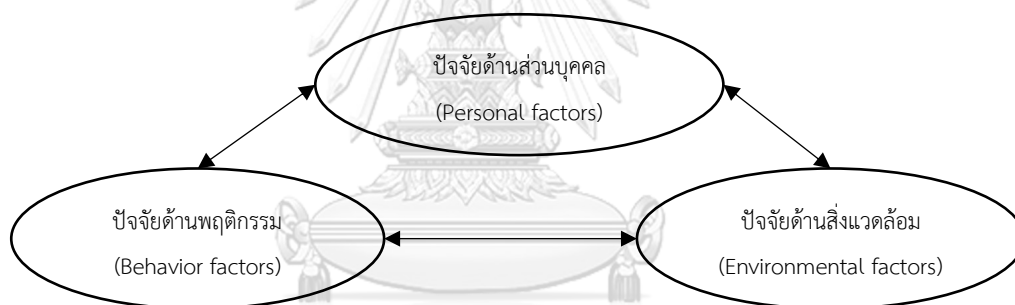 ปัจจัยด้านส่วนบุคคล
(Personal factors)
ปัจจัยด้านพฤติกรรม
(Behavior factors)
ปัจจัยด้านสิ่งแวดล้อม
(Environmental factors)